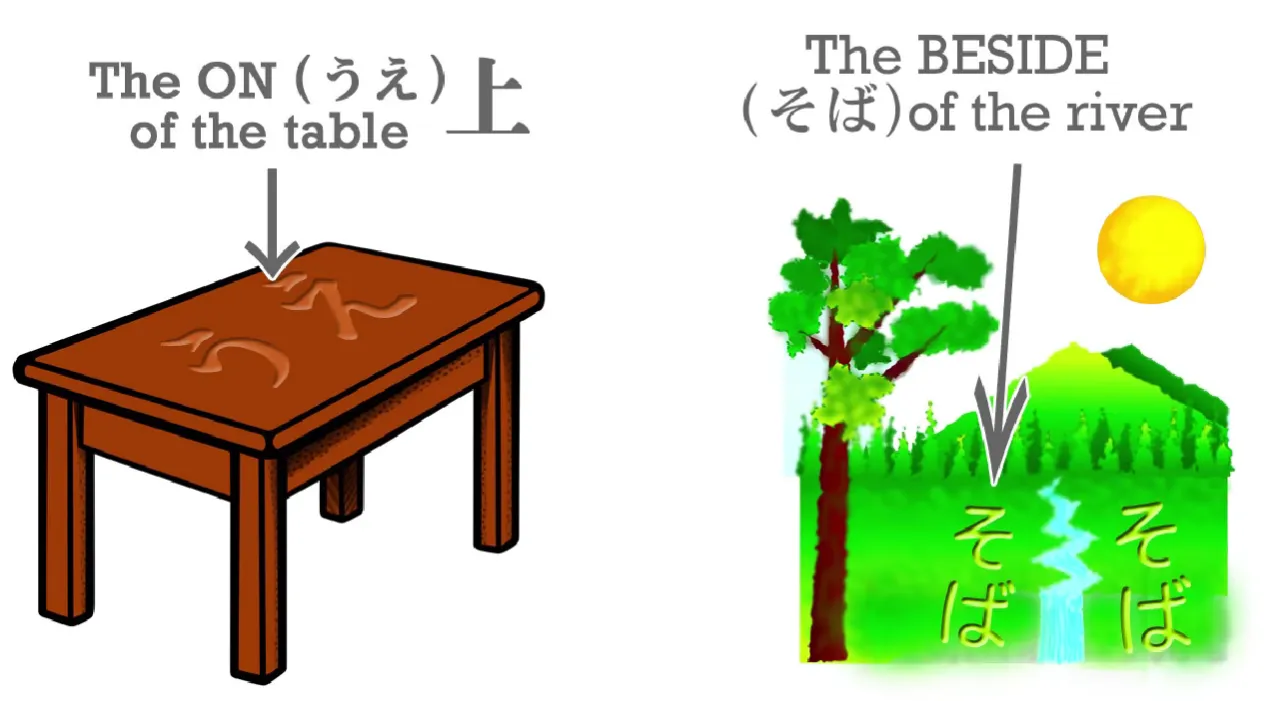 The ON (うえ) 上
of the table
The BESIDE
(そば)of the river
うえ
そば
そば